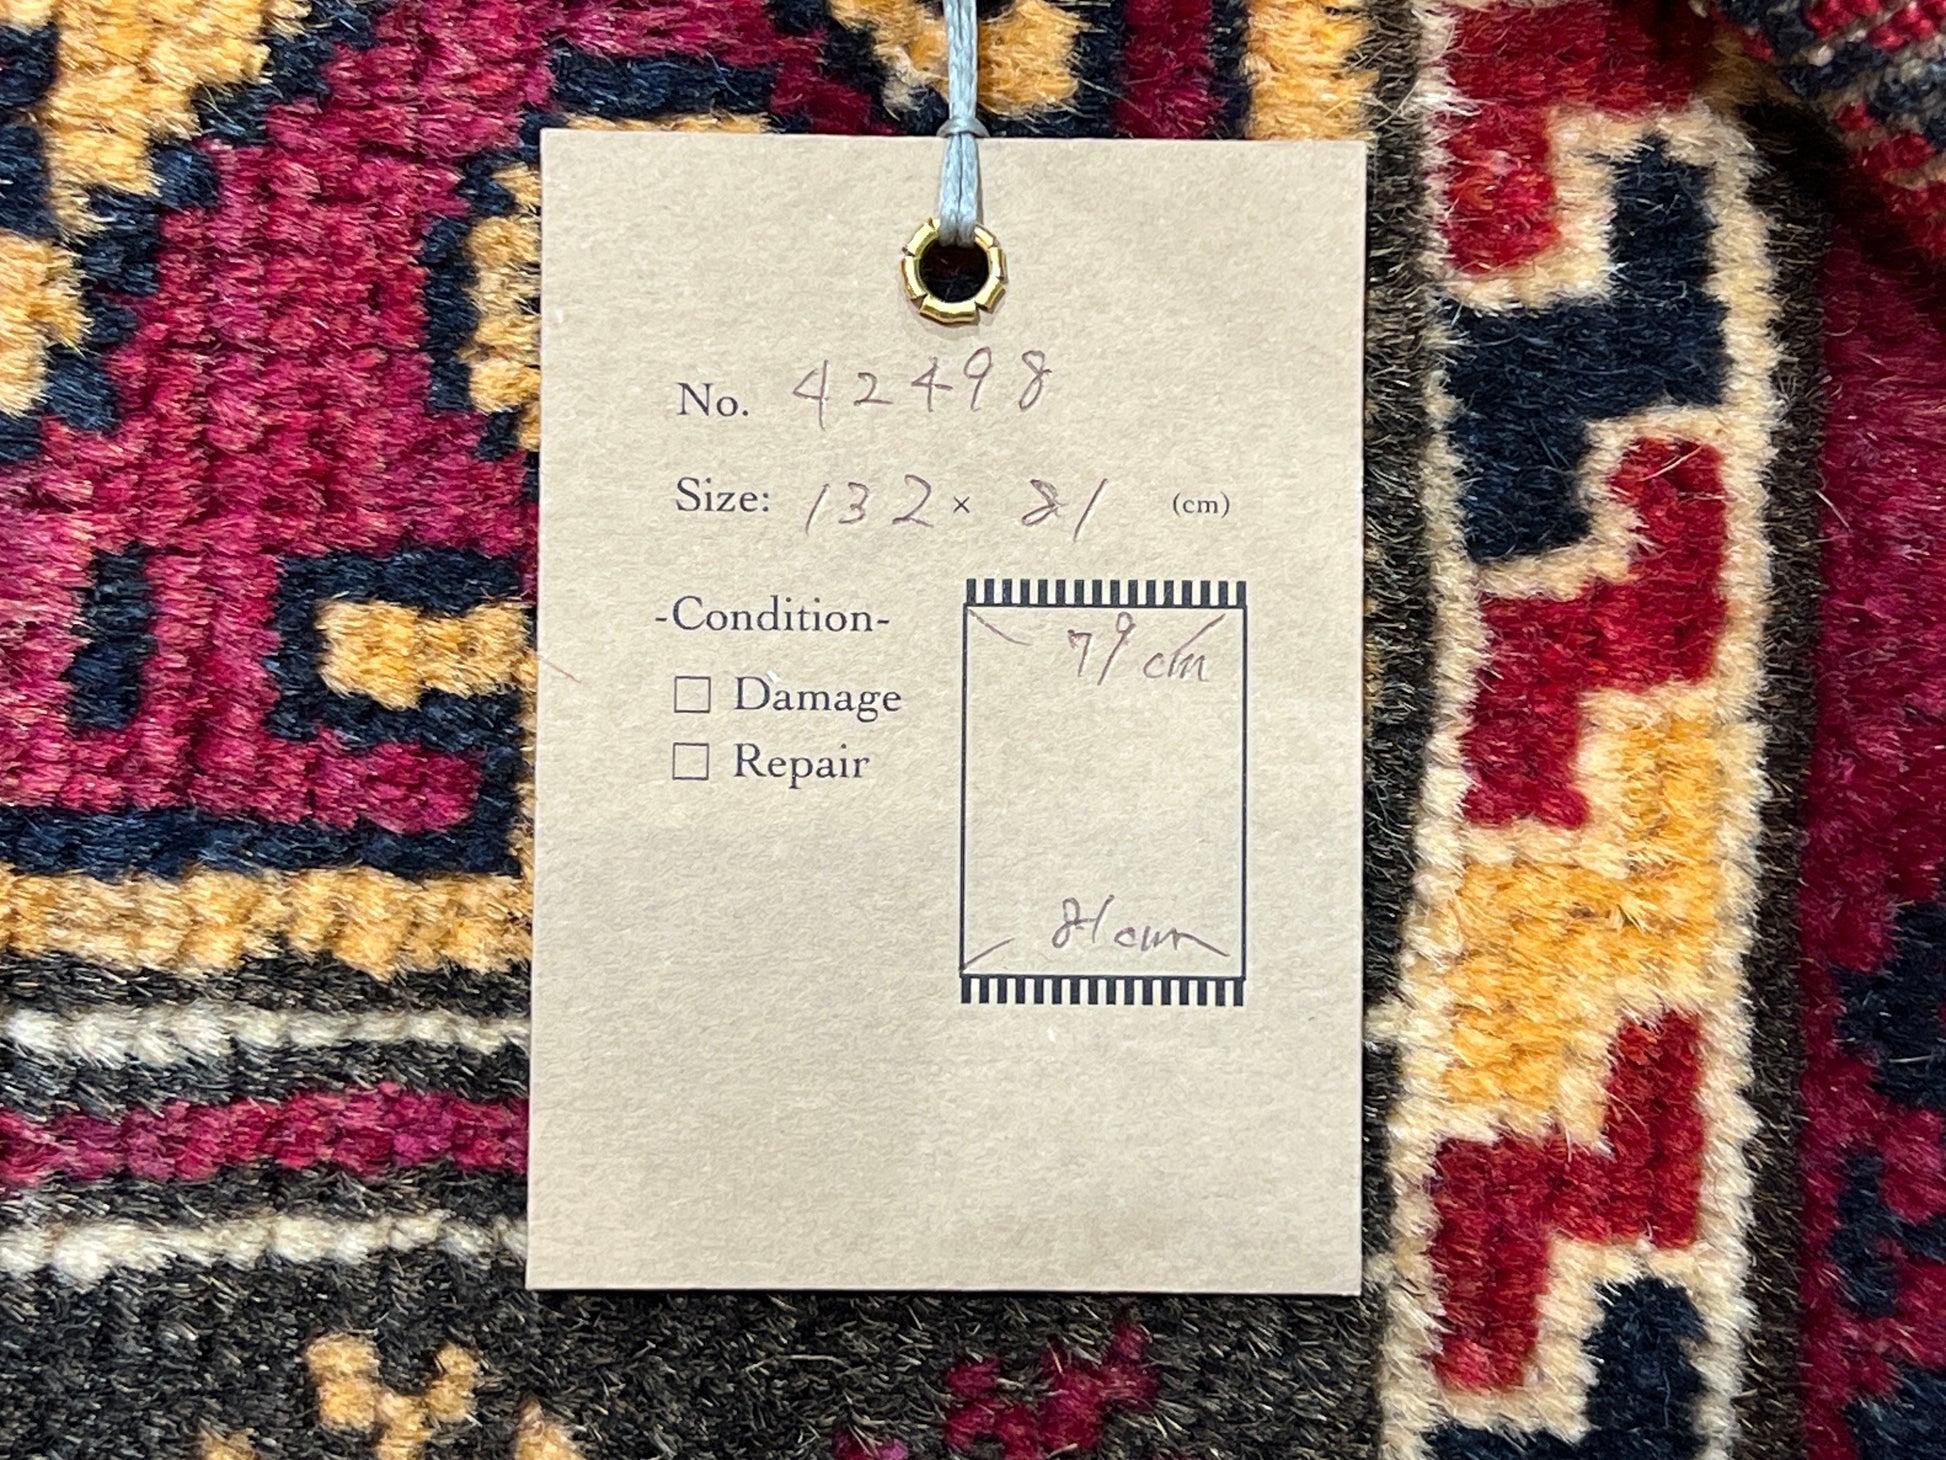 No. 42498
Size: 132 × 81 (cm)
-Condition-
☐ Damage
☐ Repair
79 cm
81 cm